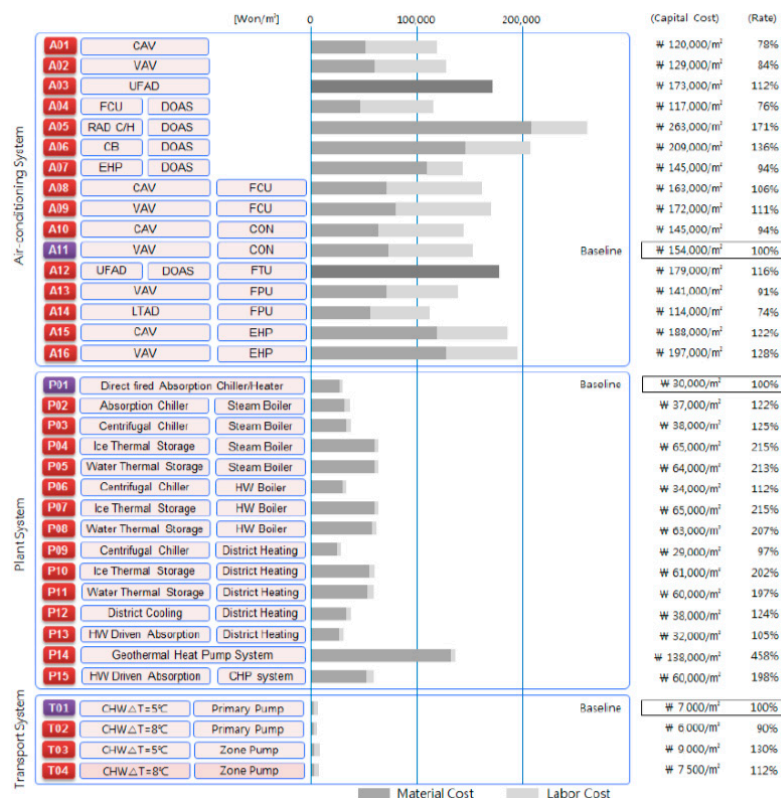 [Won/m²] 0 100,000 200,000 (Capital Cost) (Rate)
Air-conditioning System
A01 CAV ₩ 120,000/m² 78%
A02 VAV ₩ 129,000/m² 84%
A03 UFAD ₩ 173,000/m² 112%
A04 FCU DOAS ₩ 117,000/m² 76%
A05 RAD C/H DOAS ₩ 263,000/m² 171%
A06 CB DOAS ₩ 209,000/m² 136%
A07 EHP DOAS ₩ 145,000/m² 94%
A08 CAV FCU ₩ 163,000/m² 106%
A09 VAV FCU ₩ 172,000/m² 111%
A10 CAV CON ₩ 145,000/m² 94%
A11 VAV CON Baseline ₩ 154,000/m² 100%
A12 UFAD DOAS FTU ₩ 179,000/m² 116%
A13 VAV FPU ₩ 141,000/m² 91%
A14 LTAD FPU ₩ 114,000/m² 74%
A15 CAV EHP ₩ 188,000/m² 122%
A16 VAV EHP ₩ 197,000/m² 128%
Plant System
P01 Direct fired Absorption Chiller/Heater Baseline ₩ 30,000/m² 100%
P02 Absorption Chiller Steam Boiler ₩ 37,000/m² 122%
P03 Centrifugal Chiller Steam Boiler ₩ 38,000/m² 125%
P04 Ice Thermal Storage Steam Boiler ₩ 65,000/m² 215%
P05 Water Thermal Storage Steam Boiler ₩ 64,000/m² 213%
P06 Centrifugal Chiller HW Boiler ₩ 34,000/m² 112%
P07 Ice Thermal Storage HW Boiler ₩ 65,000/m² 215%
P08 Water Thermal Storage HW Boiler ₩ 63,000/m² 207%
P09 Centrifugal Chiller District Heating ₩ 29,000/m² 97%
P10 Ice Thermal Storage District Heating ₩ 61,000/m² 202%
P11 Water Thermal Storage District Heating ₩ 60,000/m² 197%
P12 District Cooling District Heating ₩ 38,000/m² 124%
P13 HW Driven Absorption District Heating ₩ 32,000/m² 105%
P14 Geothermal Heat Pump System ₩ 138,000/m² 458%
P15 HW Driven Absorption CHP system ₩ 60,000/m² 198%
Transport System
T01 CHW△T=5℃ Primary Pump Baseline ₩ 7 000/m² 100%
T02 CHW△T=8℃ Primary Pump ₩ 6 000/m² 90%
T03 CHW△T=5℃ Zone Pump ₩ 9 000/m² 130%
T04 CHW△T=8℃ Zone Pump ₩ 7 500/m² 112%
Material Cost Labor Cost